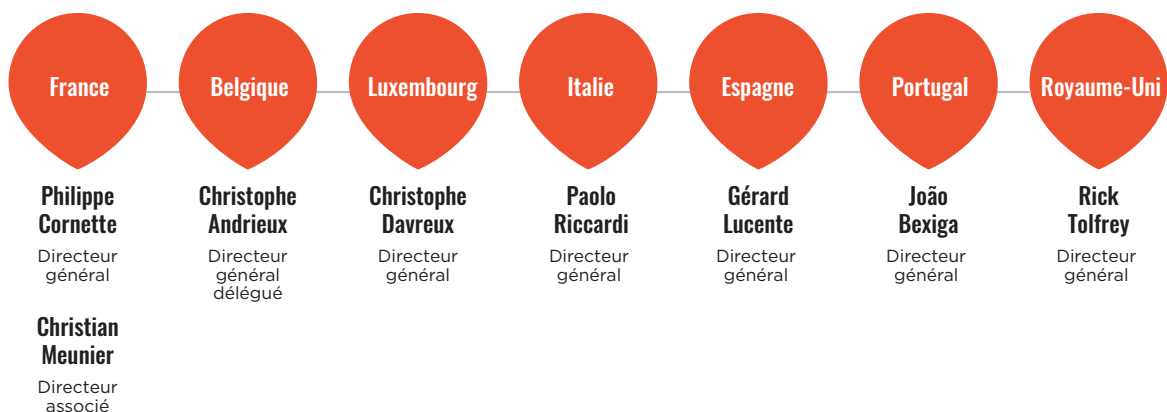 France
Belgique
Luxembourg
Italie
Espagne
Portugal
Royaume-Uni
Philippe
Cornette
Directeur
général
Christian
Meunier
Directeur
associé
Christophe
Andrieux
Directeur
général
délégué
Christophe
Davreux
Directeur
général
Paolo
Riccardi
Directeur
général
Gérard
Lucente
Directeur
général
João
Bexiga
Directeur
général
Rick
Tolfrey
Directeur
général